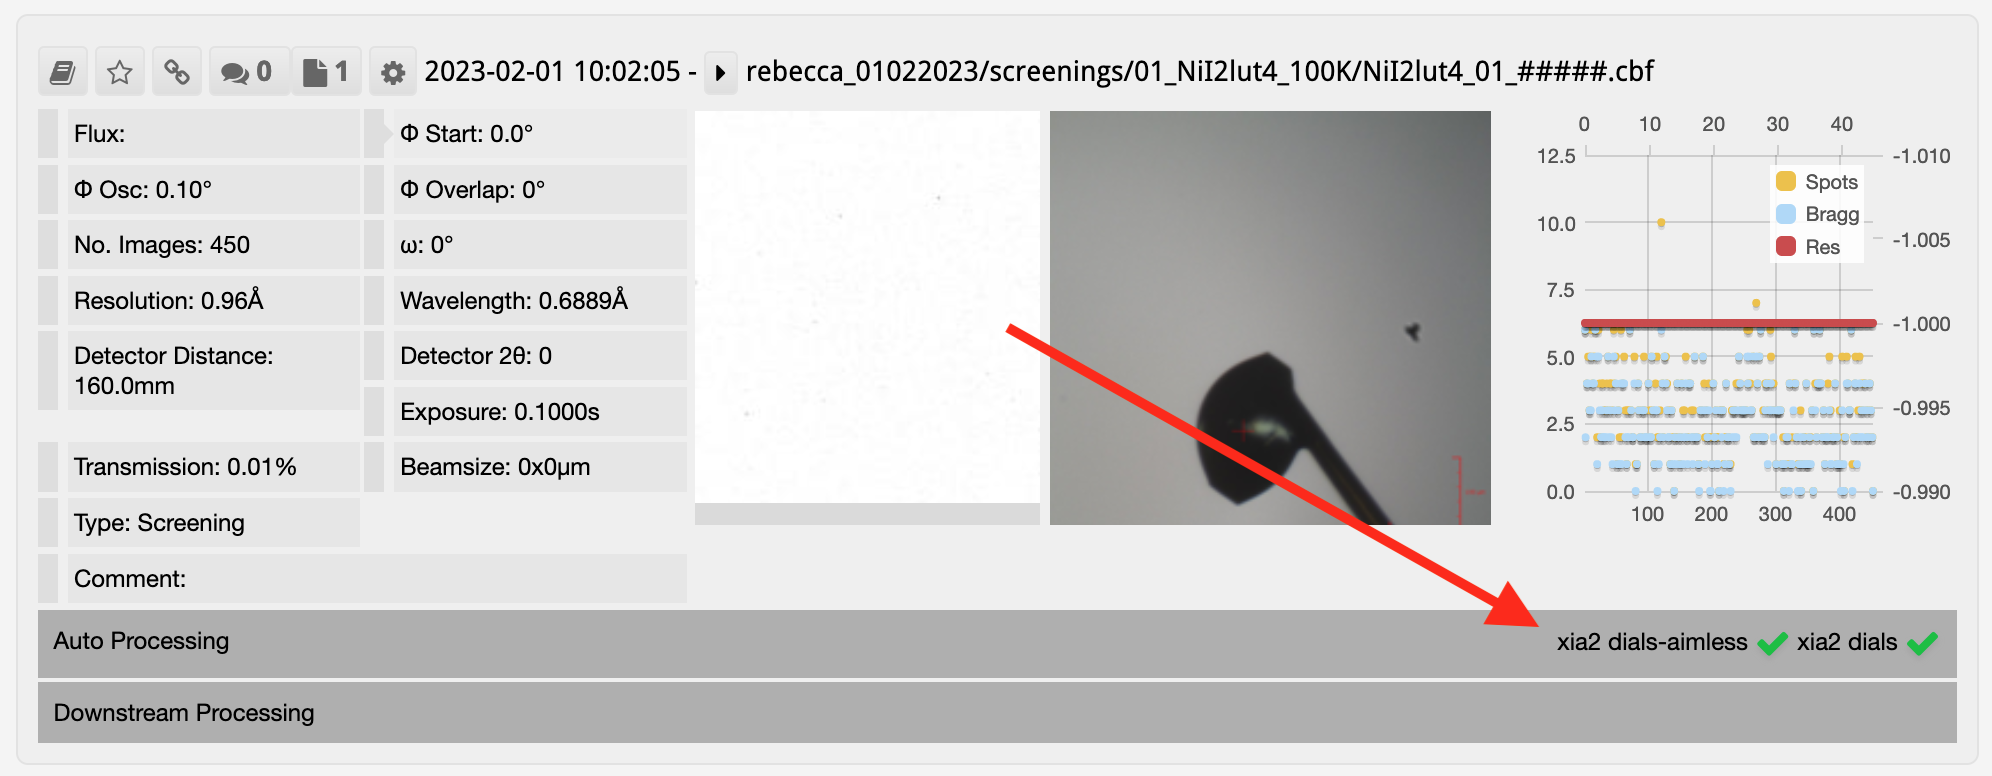 0 1 2023-02-01 10:02:05 - rebecca_01022023/screenings/01_NiI2lut4_100K/NiI2lut4_01_#####.cbf
Flux:
Φ Start: 0.0°
Φ Osc: 0.10°
Φ Overlap: 0°
No. Images: 450
ω: 0°
Resolution: 0.96Å
Wavelength: 0.6889Å
Detector Distance:
160.0mm
Detector 2θ: 0
Exposure: 0.1000s
Transmission: 0.01%
Beamsize: 0x0µm
Type: Screening
Comment:
0 10 20 30 40
12.5 -1.010
Spots
10.0 Bragg
-1.005
Res
7.5
-1.000
5.0
-0.995
2.5
0.0 -0.990
100 200 300 400
Auto Processing
xia2 dials-aimless xia2 dials
Downstream Processing